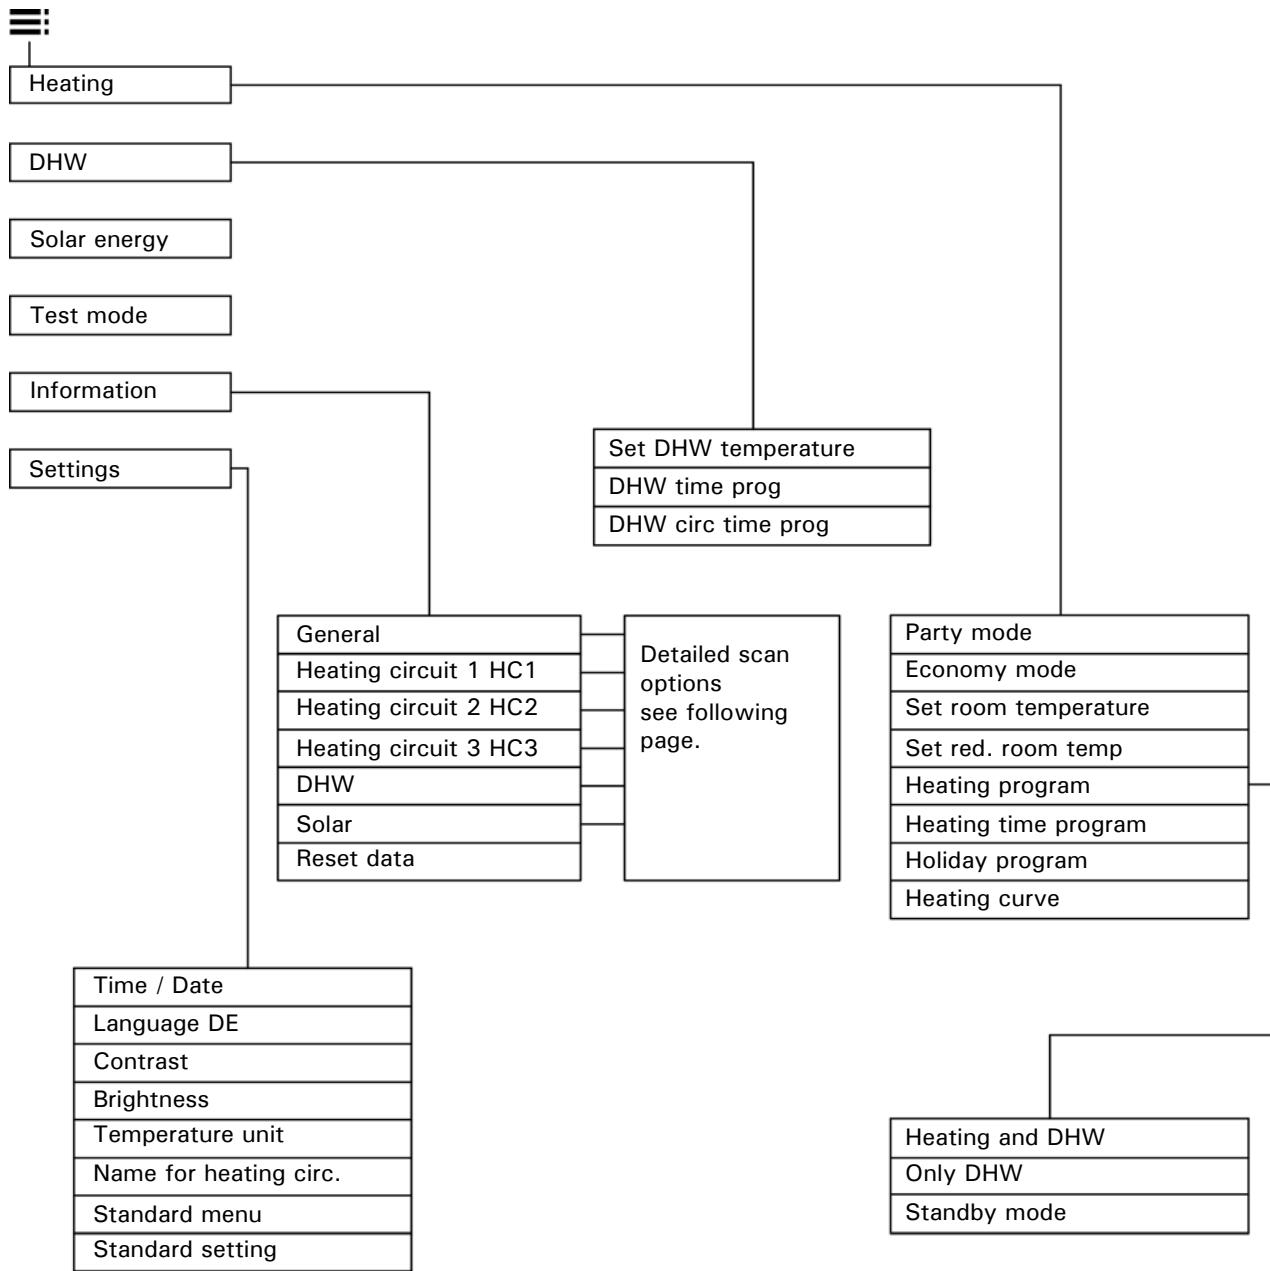 Heating
DHW
Solar energy
Test mode
Information
Settings
Set DHW temperature
DHW time prog
DHW circ time prog
General
Heating circuit 1 HC1
Heating circuit 2 HC2
Heating circuit 3 HC3
DHW
Solar
Reset data
Detailed scan
options
see following
page.
Party mode
Economy mode
Set room temperature
Set red. room temp
Heating program
Heating time program
Holiday program
Heating curve
Time / Date
Language DE
Contrast
Brightness
Temperature unit
Name for heating circ.
Standard menu
Standard setting
Heating and DHW
Only DHW
Standby mode